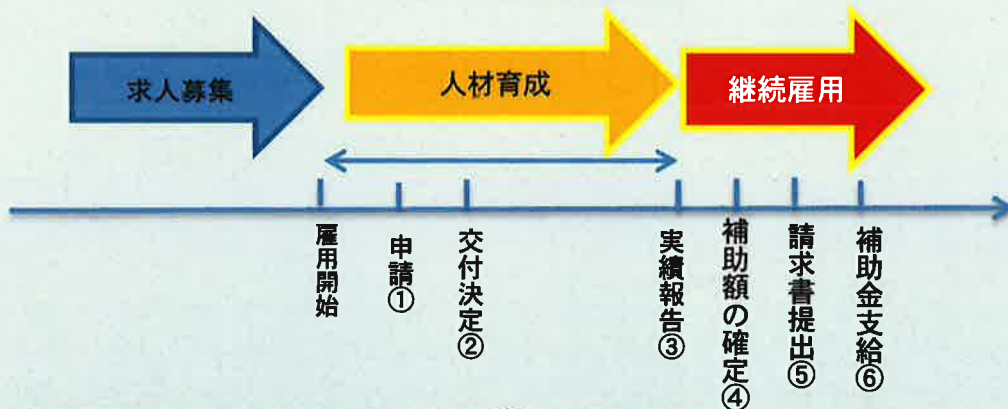 求人募集
人材育成
継続雇用
雇用開始
申請①
交付決定②
実績報告③
補助額の確定④
請求書提出⑤
補助金支給⑥